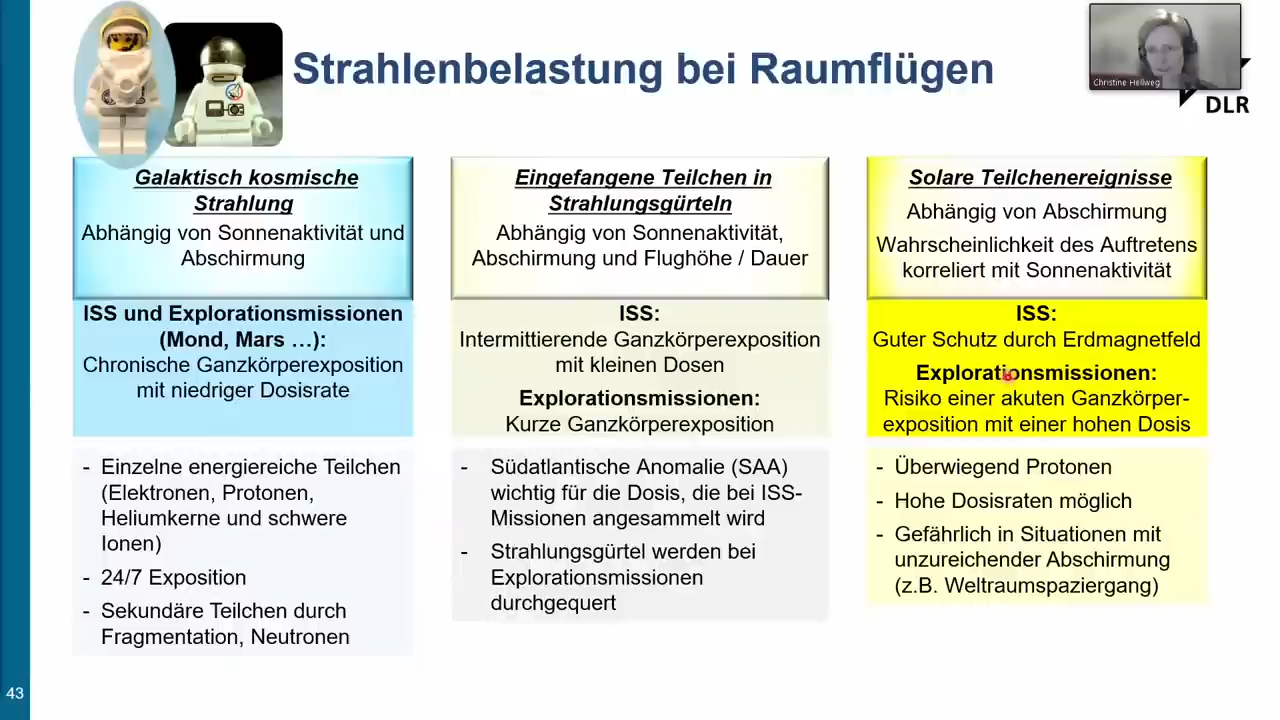 Strahlenbelastung bei Raumflügen
Christine Hellweg
DLR
Galaktisch kosmische
Strahlung
Abhängig von Sonnenaktivität und
Abschirmung
ISS und Explorationsmissionen
(Mond, Mars …):
Chronische Ganzkörperexposition
mit niedriger Dosisrate
- Einzelne energiereiche Teilchen
(Elektronen, Protonen,
Heliumkerne und schwere
Ionen)
- 24/7 Exposition
- Sekundäre Teilchen durch
Fragmentation, Neutronen
Eingefangene Teilchen in
Strahlungsgürteln
Abhängig von Sonnenaktivität,
Abschirmung und Flughöhe / Dauer
ISS:
Intermittierende Ganzkörperexposition
mit kleinen Dosen
Explorationsmissionen:
Kurze Ganzkörperexposition
- Südatlantische Anomalie (SAA)
wichtig für die Dosis, die bei ISS-
Missionen angesammelt wird
- Strahlungsgürtel werden bei
Explorationsmissionen
durchgequert
Solare Teilchenereignisse
Abhängig von Abschirmung
Wahrscheinlichkeit des Auftretens
korreliert mit Sonnenaktivität
ISS:
Guter Schutz durch Erdmagnetfeld
Explorationsmissionen:
Risiko einer akuten Ganzkörper-
exposition mit einer hohen Dosis
- Überwiegend Protonen
- Hohe Dosisraten möglich
- Gefährlich in Situationen mit
unzureichender Abschirmung
(z.B. Weltraumspaziergang)
43